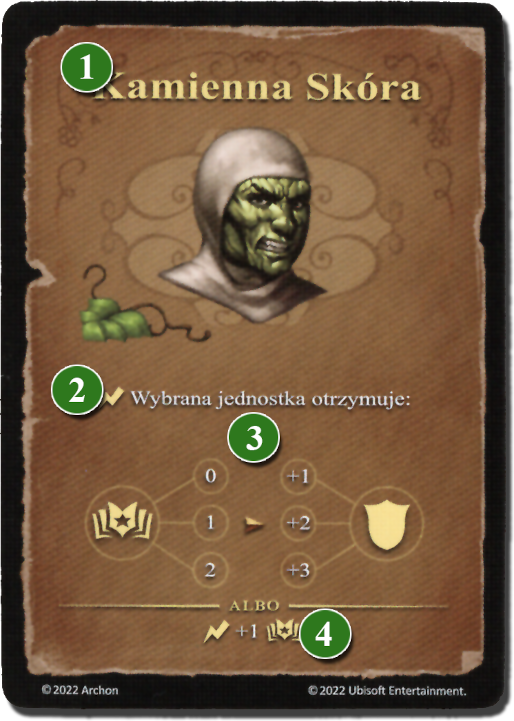 1
Kamienna Skóra
2 Wybrana jednostka otrzymuje:
3
0 +1
1 +2
2 +3
ALBO
+1 4
©2022 Archon ©2022 Ubisoft Entertainment.